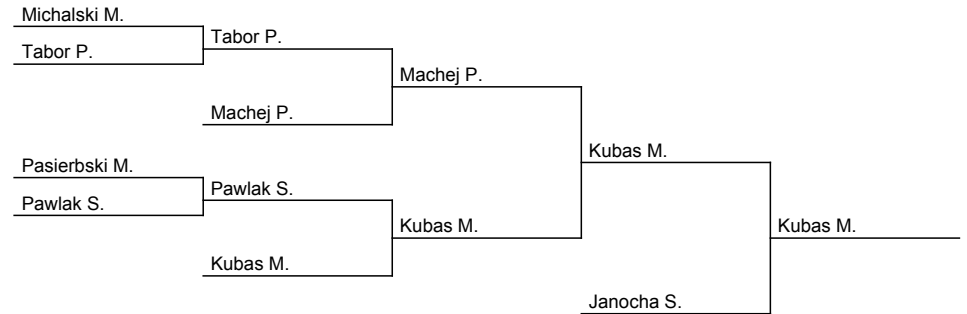 Michalski M.
Tabor P.
Tabor P.
Machej P.
Machej P.
Kubas M.
Pasierbski M.
Pawlak S.
Pawlak S.
Kubas M.
Kubas M.
Kubas M.
Janocha S.